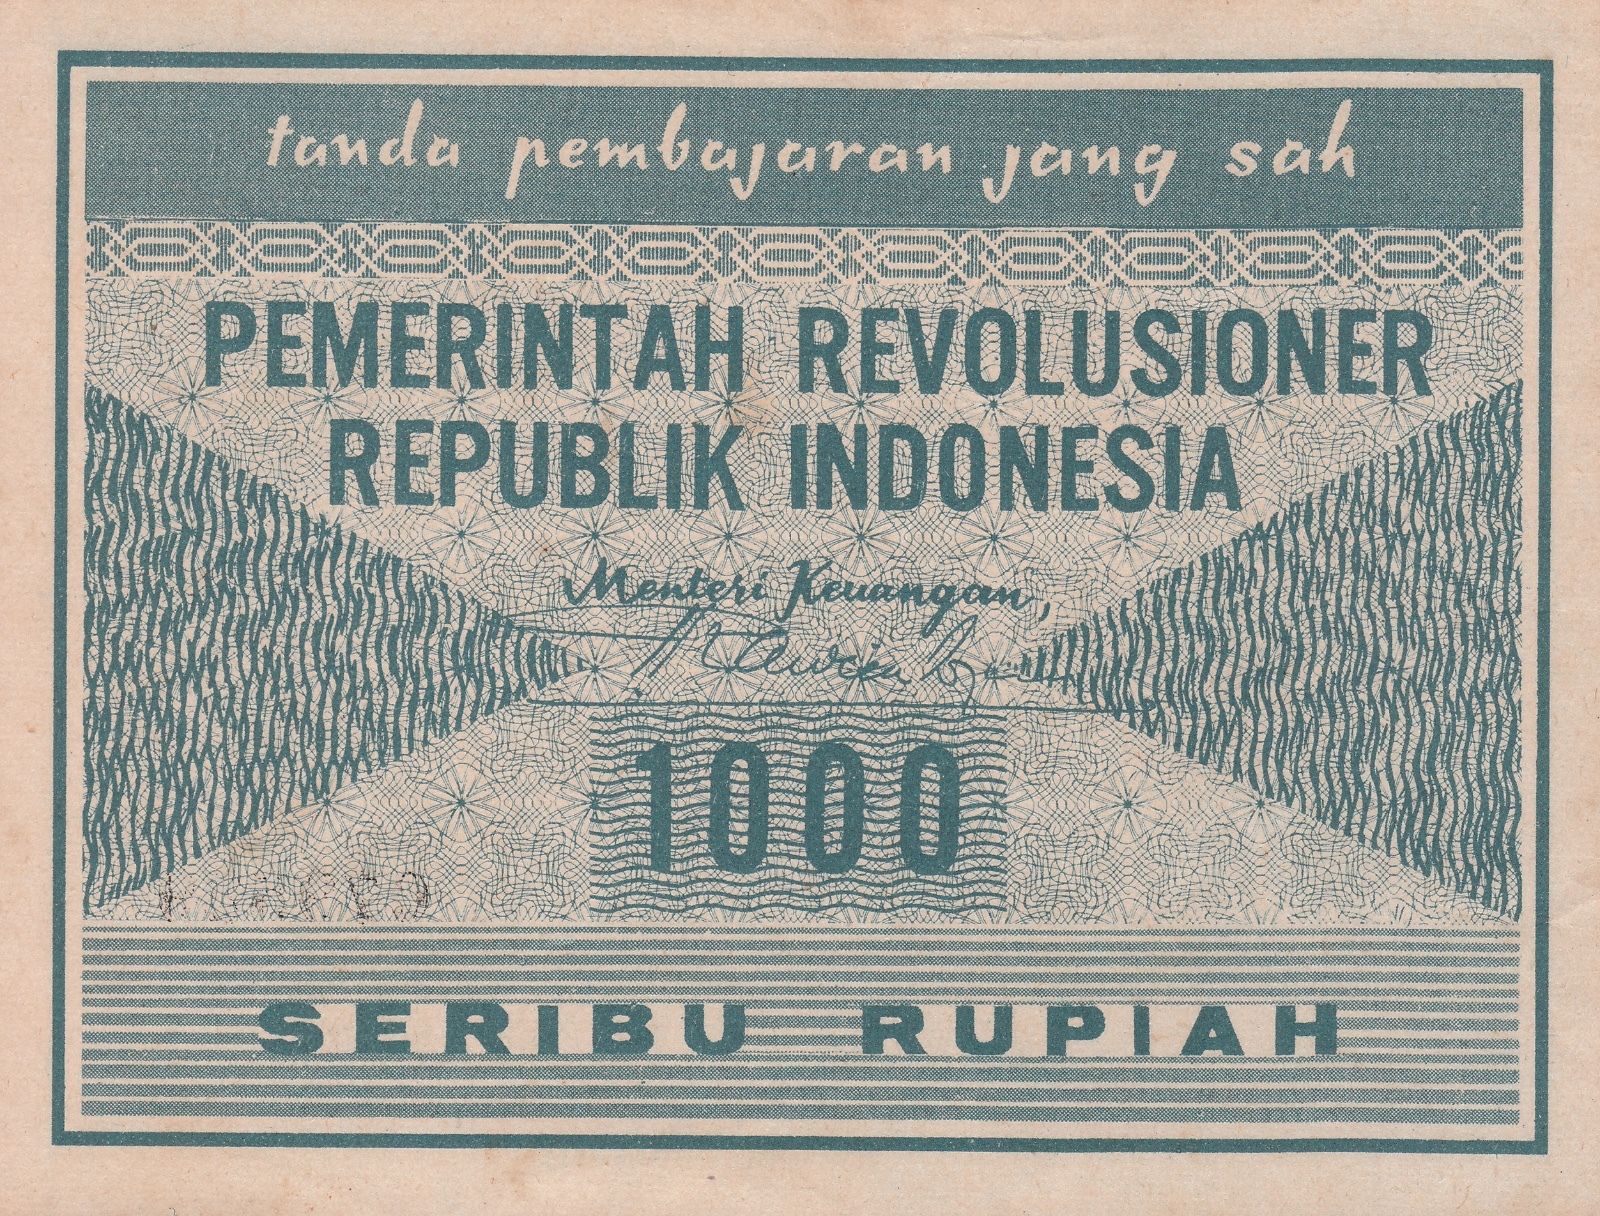 tanda pembajaran jang sah
PEMERINTAH REVOLUSIONER
REPUBLIK INDONESIA
Menteri Keuangan,
1000
SERIBU RUPIAH